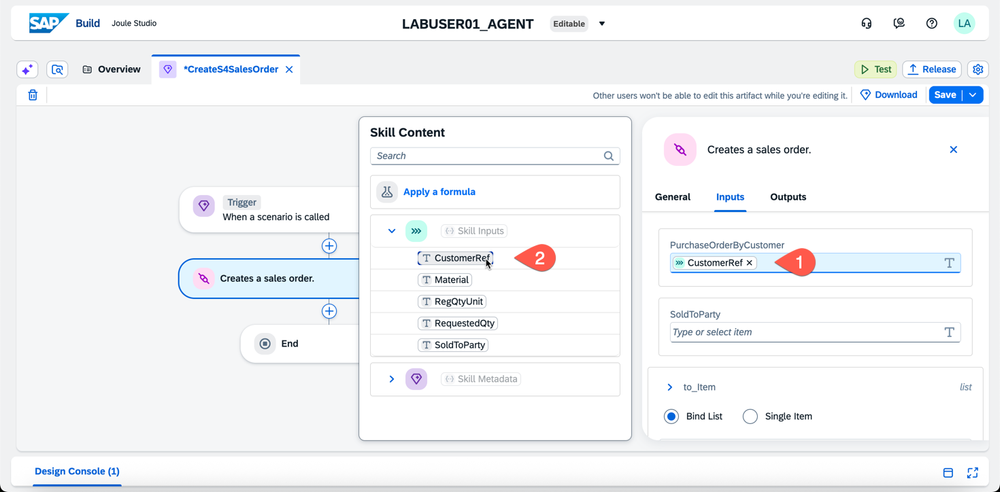 SAP Build Joule Studio
LABUSER01_AGENT Editable
LA
Overview
*CreateS4SalesOrder
Test
Release
Other users won't be able to edit this artifact while you're editing it.
Download
Save
Trigger
When a scenario is called
Creates a sales order.
End
Skill Content
Search
Apply a formula
Skill Inputs
CustomerRef
2
Material
RegQtyUnit
RequestedQty
SoldToParty
Skill Metadata
Creates a sales order.
General Inputs Outputs
PurchaseOrderByCustomer
CustomerRef
1
SoldToParty
Type or select item
to_Item list
Bind List Single Item
Design Console (1)